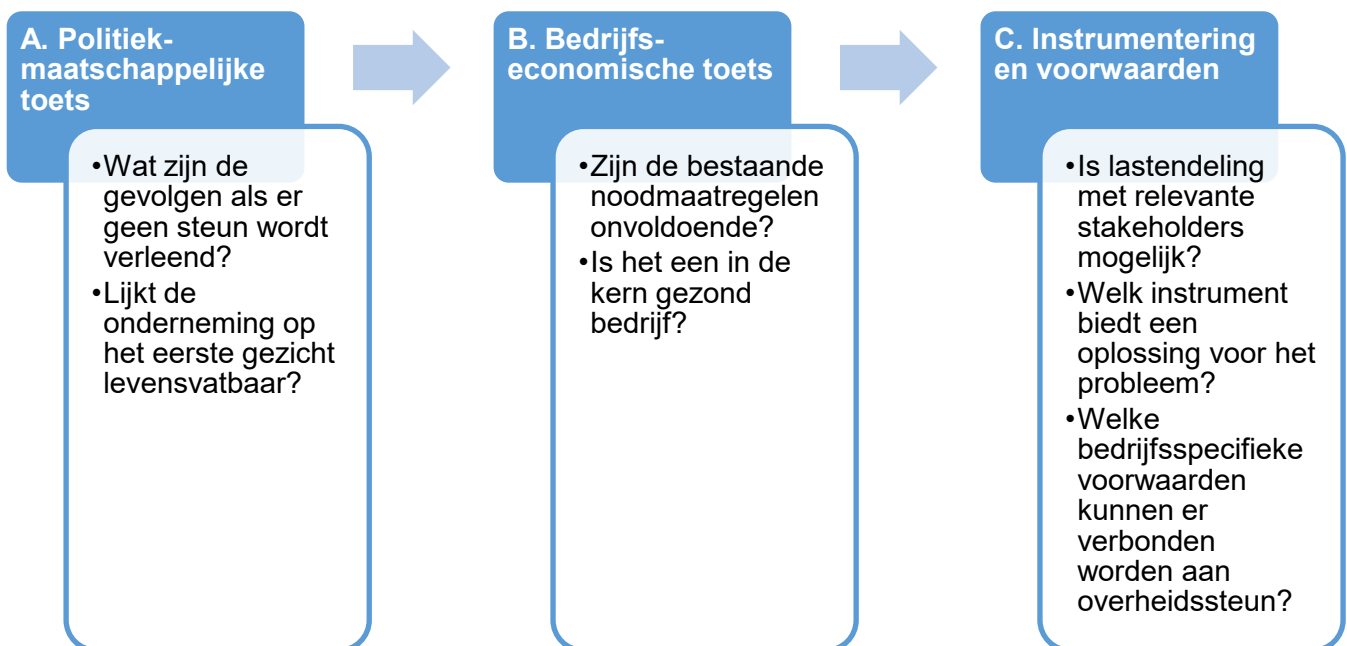 A. Politiek-
maatschappelijke
toets
•Wat zijn de
gevolgen als er
geen steun wordt
verleend?
•Lijkt de
onderneming op
het eerste gezicht
levensvatbaar?
B. Bedrijfs-
economische toets
•Zijn de bestaande
noodmaatregelen
onvoldoende?
•Is het een in de
kern gezond
bedrijf?
C. Instrumentering
en voorwaarden
•Is lastendeling
met relevante
stakeholders
mogelijk?
•Welk instrument
biedt een
oplossing voor het
probleem?
•Welke
bedrijfsspecifieke
voorwaarden
kunnen er
verbonden
worden aan
overheidssteun?